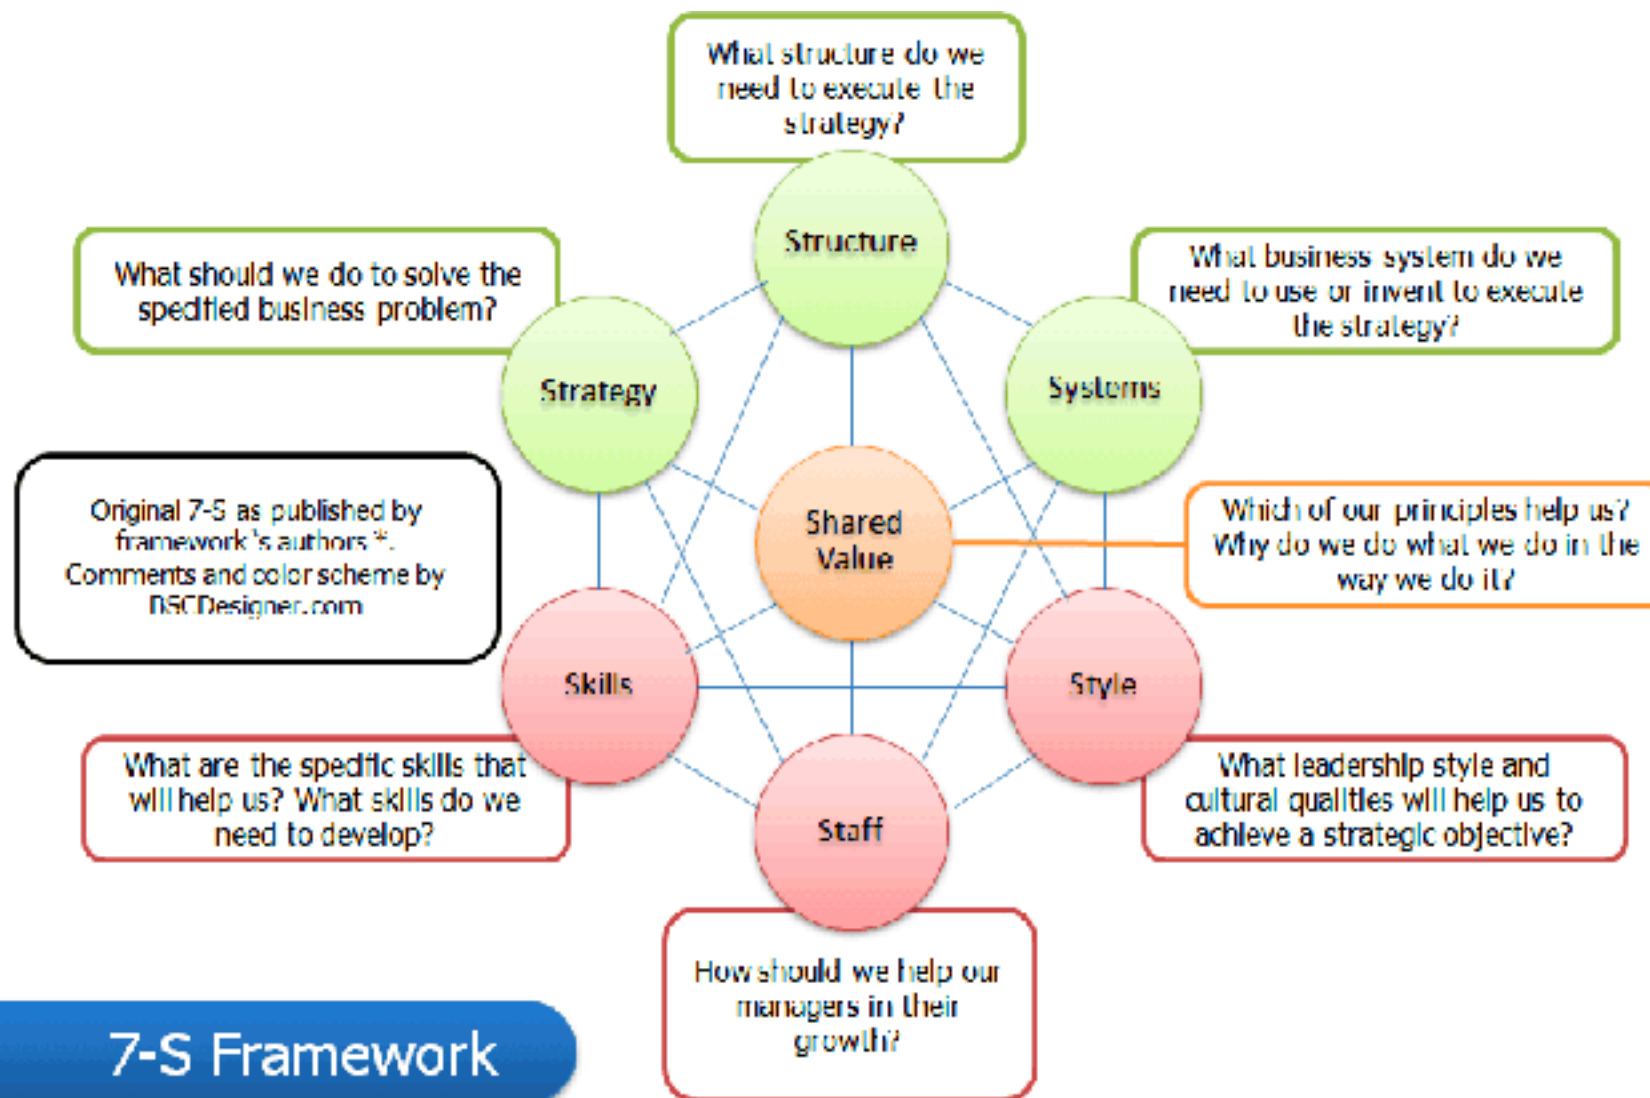 What structure do we
need to execute the
strategy?
Structure
What should we do to solve the
specified business problem?
Strategy
What business system do we
need to use or invent to execute
the strategy?
Systems
Original 7-S as published by
framework's authors *.
Comments and color scheme by
BSCDesigner.com
Shared
Value
Which of our principles help us?
Why do we do what we do in the
way we do it?
Skills
Style
What are the specific skills that
will help us? What skills do we
need to develop?
Staff
What leadership style and
cultural qualities will help us to
achieve a strategic objective?
How should we help our
managers in their
growth?
7-S Framework